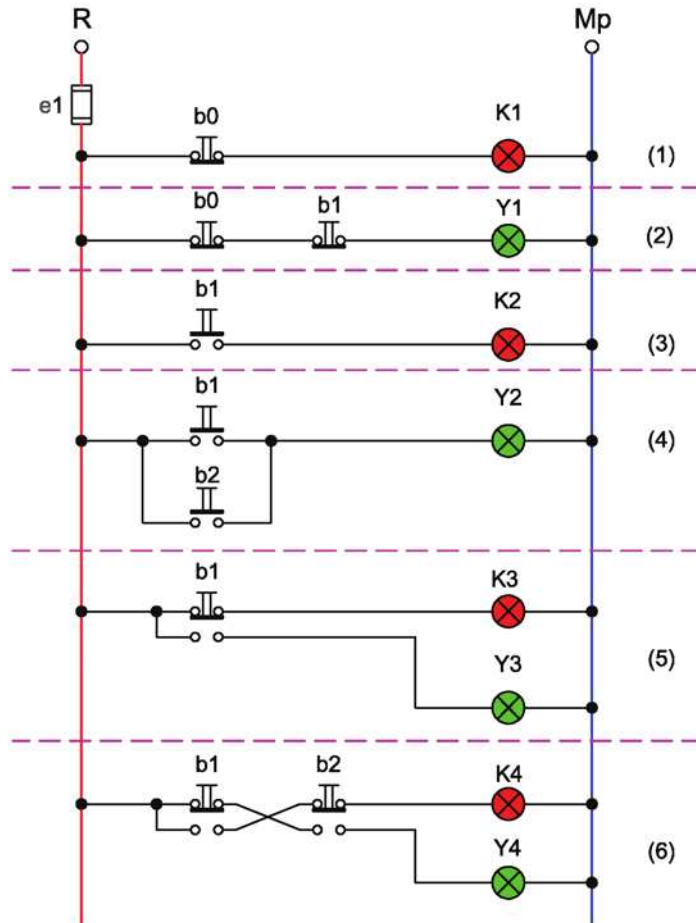 R Mp
e1
b0 K1 (1)
b0 b1 Y1 (2)
b1 K2 (3)
b1 Y2 (4)
b2
b1 K3
Y3 (5)
b1 b2 K4
Y4 (6)